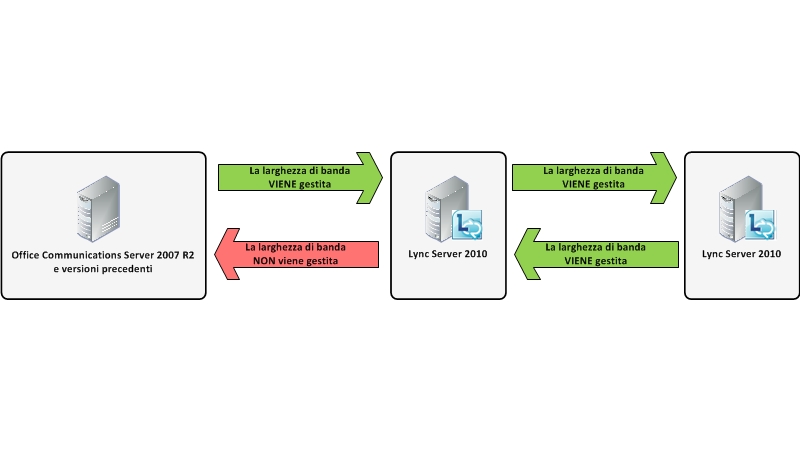 La larghezza di banda
VIENE gestita
La larghezza di banda
VIENE gestita
Office Communications Server 2007 R2
e versioni precedenti
La larghezza di banda
NON viene gestita
Lync Server 2010
La larghezza di banda
VIENE gestita
Lync Server 2010